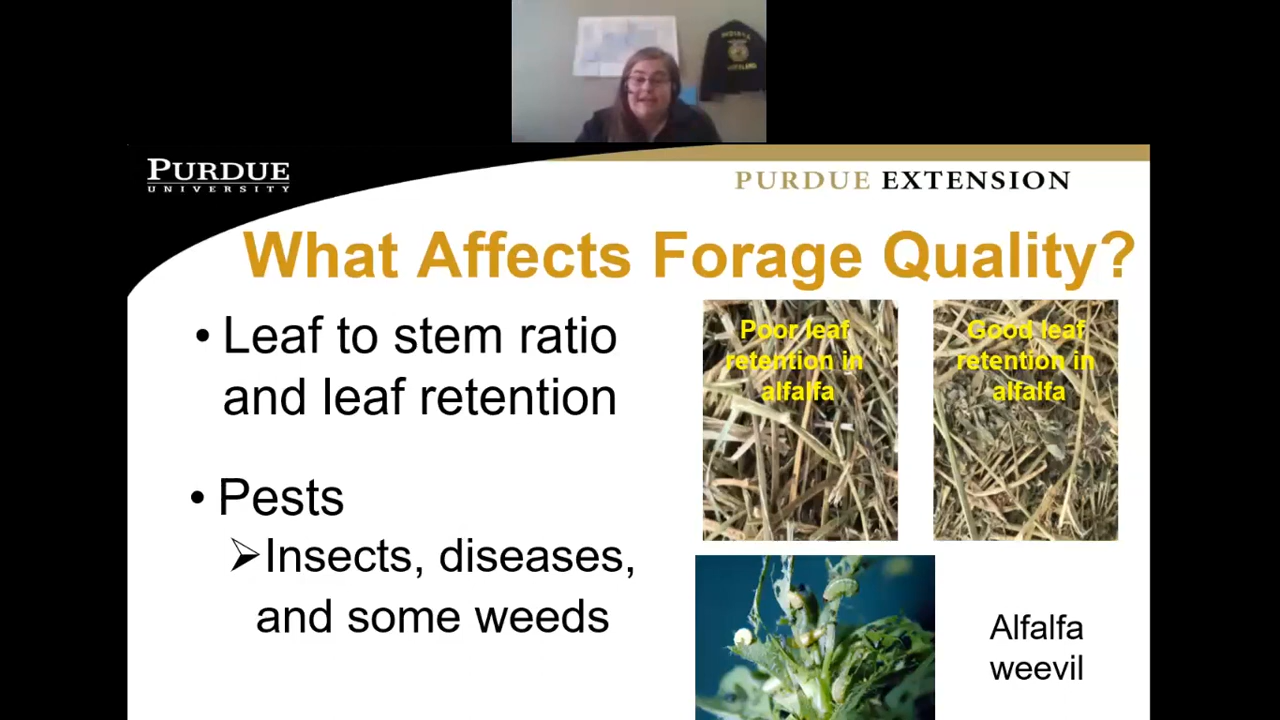 INDIANA
PURDUE
UNIVERSITY
PURDUE EXTENSION
What Affects Forage Quality?
• Leaf to stem ratio
and leaf retention
• Pests
➢Insects, diseases,
and some weeds
Poor leaf
retention in
alfalfa
Good leaf
retention in
alfalfa
Alfalfa
weevil